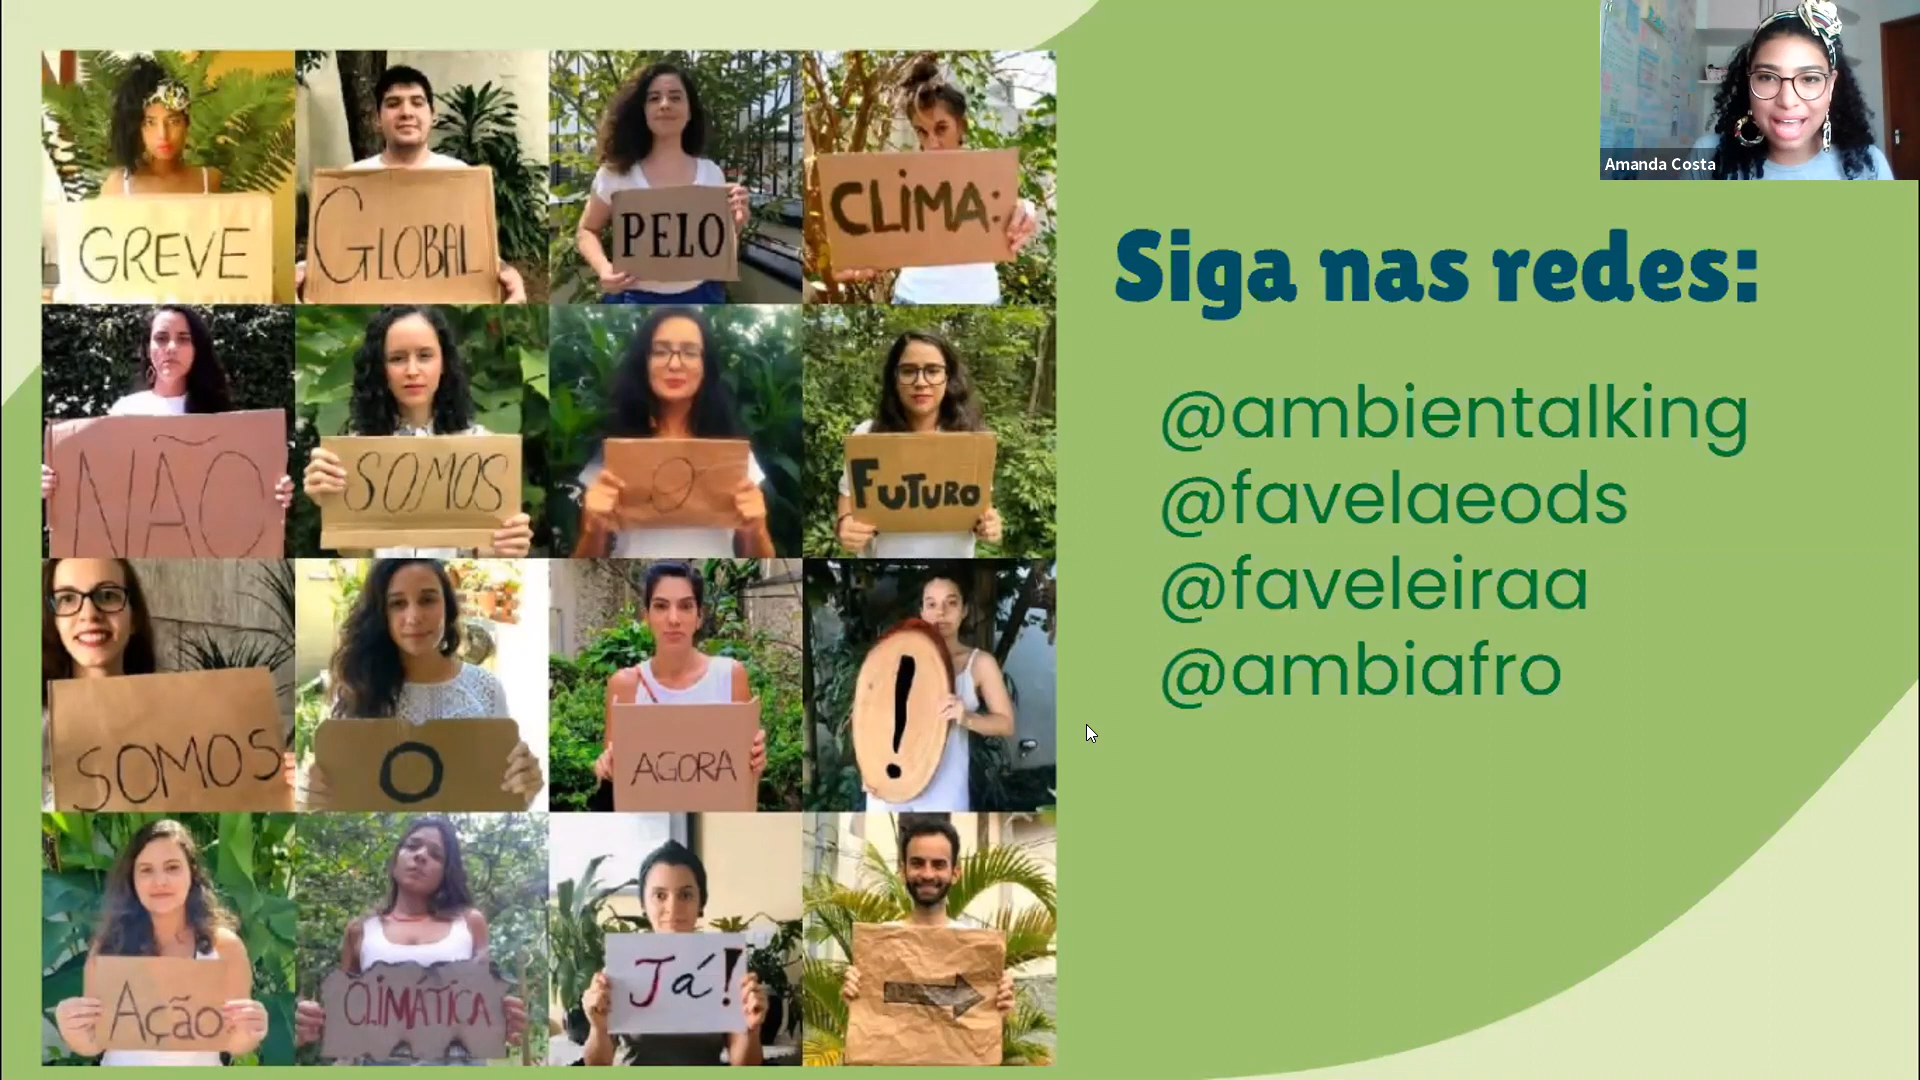 Amanda Costa
GREVE
GLOBAL
PELO
CLiMA:
NÃO
SOMOS
O
FUTURO
SOMOS
O
AGORA
!
Ação
CLIMÁTICA
Já!
Siga nas redes:
@ambientalking
@favelaeods
@faveleiraa
@ambiafro